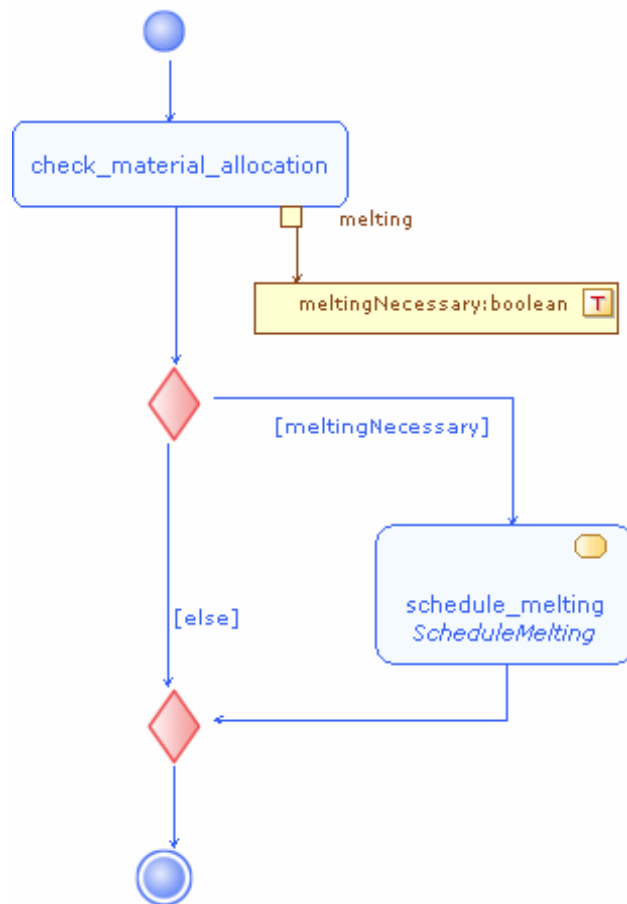 check_material_allocation
melting
meltingNecessary:boolean T
[meltingNecessary]
schedule_melting
ScheduleMelting
[else]